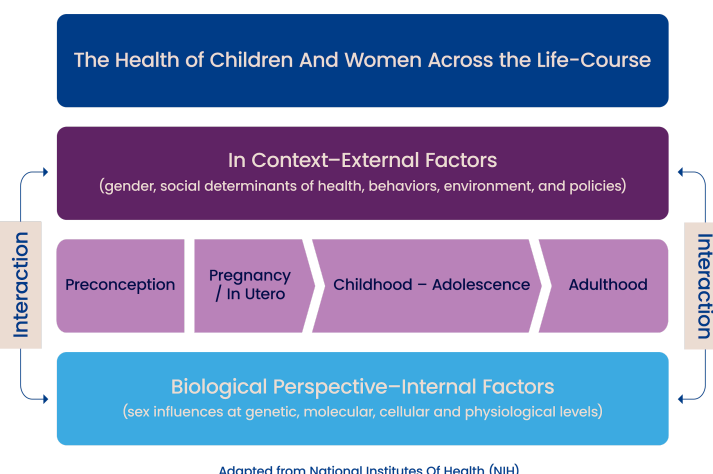 The Health of Children And Women Across the Life-Course
In Context–External Factors
(gender, social determinants of health, behaviors, environment, and policies)
Interaction
Preconception
Pregnancy
/ In Utero
Childhood – Adolescence
Adulthood
Interaction
Biological Perspective–Internal Factors
(sex influences at genetic, molecular, cellular and physiological levels)
Adapted from National Institutes Of Health (NIH)